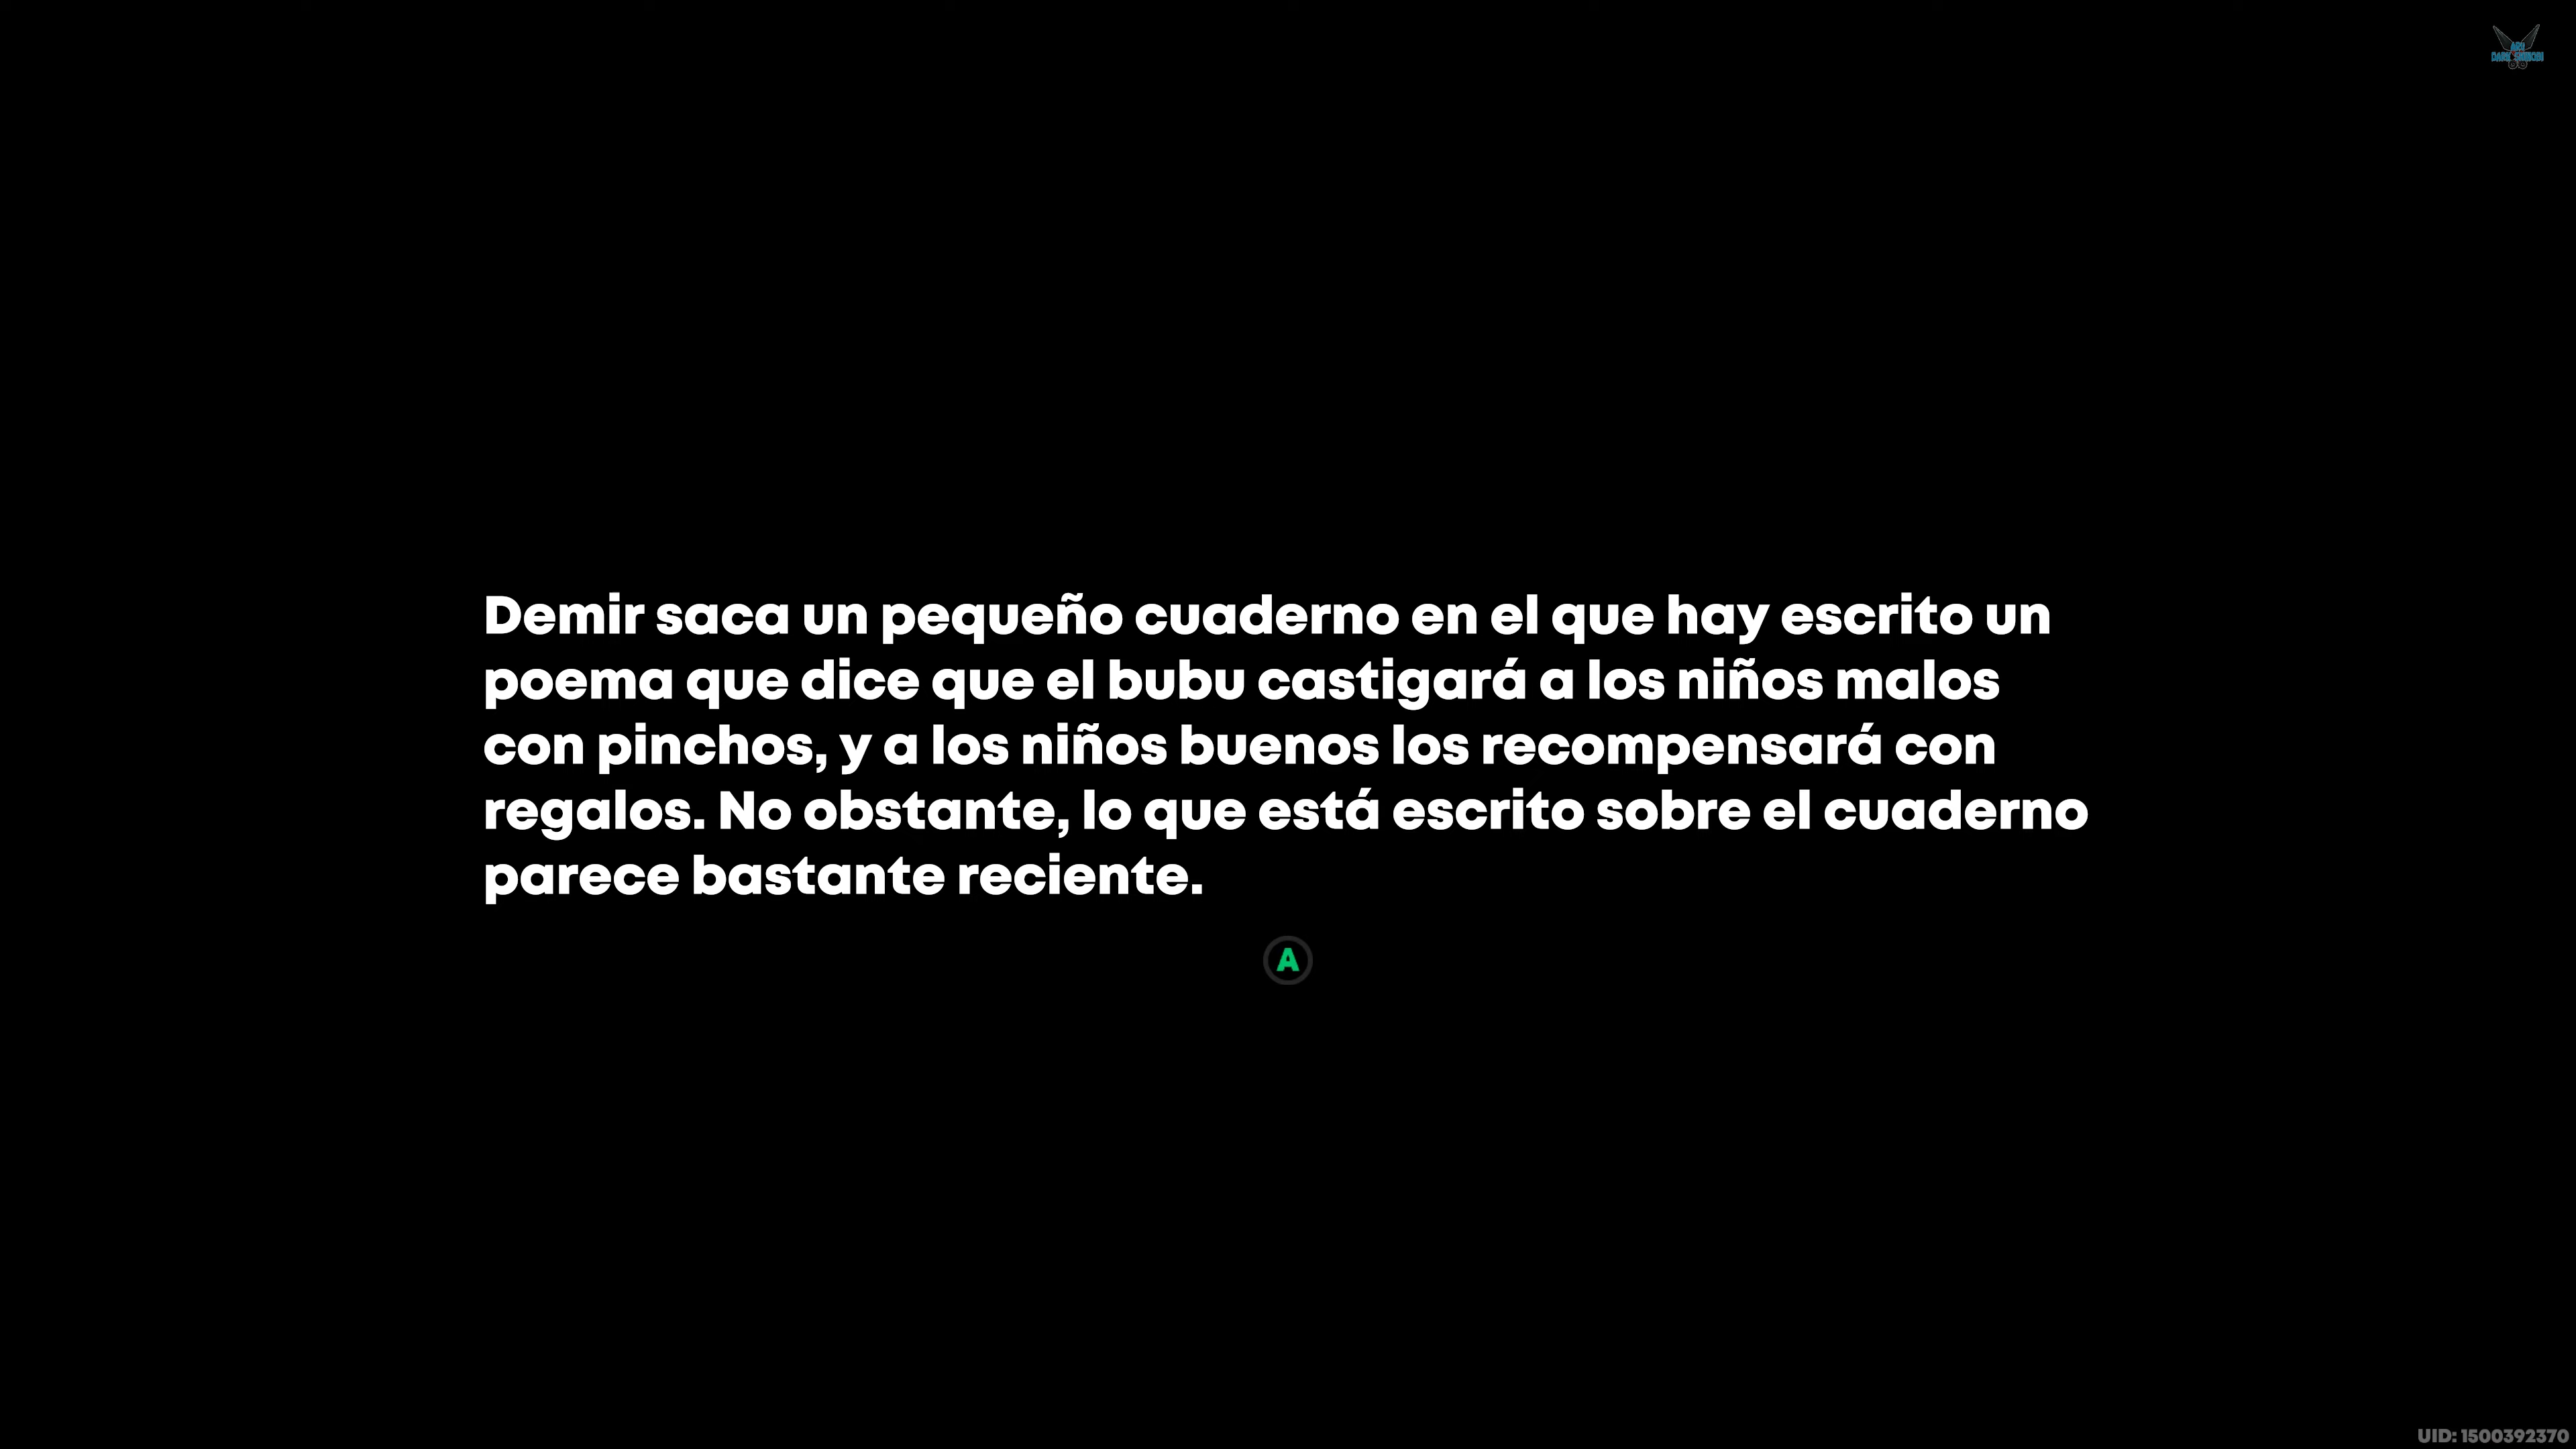 Demir saca un pequeño cuaderno en el que hay escrito un
poema que dice que el bubu castigará a los niños malos
con pinchos, y a los niños buenos los recompensará con
regalos. No obstante, lo que está escrito sobre el cuaderno
parece bastante reciente.
A
UID: 1500392370